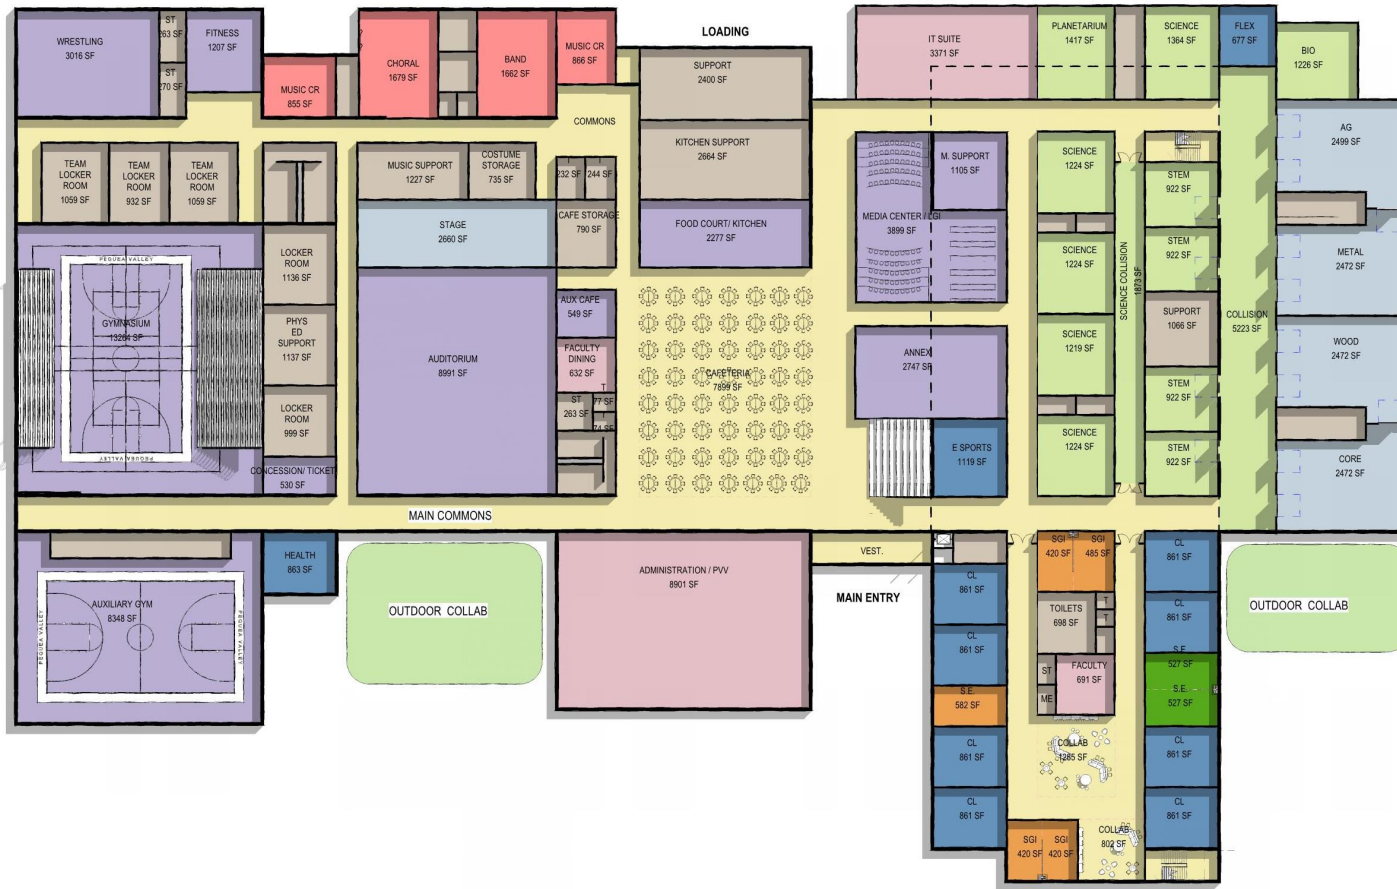 WRESTLING
3016 SF
ST
263 SF
ST
270 SF
FITNESS
1207 SF
MUSIC CR
855 SF
CHORAL
1679 SF
BAND
1662 SF
MUSIC CR
866 SF
LOADING
SUPPORT
2400 SF
COMMONS
KITCHEN SUPPORT
2664 SF
FOOD COURT/ KITCHEN
2277 SF
IT SUITE
3371 SF
PLANETARIUM
1417 SF
SCIENCE
1364 SF
FLEX
677 SF
BIO
1226 SF
TEAM
LOCKER
ROOM
1059 SF
TEAM
LOCKER
ROOM
932 SF
TEAM
LOCKER
ROOM
1059 SF
MUSIC SUPPORT
1227 SF
COSTUME
STORAGE
735 SF
232 SF
244 SF
STAGE
2660 SF
CAFE STORAGE
790 SF
MEDIA CENTER / LGI
3899 SF
M. SUPPORT
1105 SF
SCIENCE
1224 SF
STEM
922 SF
AG
2499 SF
PEQUEA VALLEY
GYMNASIUM
13264 SF
PEQUEA VALLEY
LOCKER
ROOM
1136 SF
PHYS
ED
SUPPORT
1137 SF
LOCKER
ROOM
999 SF
CONCESSION/ TICKET
530 SF
AUDITORIUM
8991 SF
AUX CAFE
549 SF
FACULTY
DINING
632 SF
ST
263 SF
T
77 SF
74 SF
CAFETERIA
7899 SF
ANNEX
2747 SF
E SPORTS
1119 SF
SCIENCE
1224 SF
SCIENCE
1219 SF
SCIENCE
1224 SF
SCIENCE COLLISION
1873 SF
STEM
922 SF
SUPPORT
1066 SF
STEM
922 SF
STEM
922 SF
COLLISION
5223 SF
METAL
2472 SF
WOOD
2472 SF
CORE
2472 SF
MAIN COMMONS
HEALTH
863 SF
AUXILIARY GYM
8348 SF
PEQUEA VALLEY
PEQUEA VALLEY
OUTDOOR COLLAB
ADMINISTRATION / PVV
8901 SF
VEST.
MAIN ENTRY
CL
861 SF
CL
861 SF
S.E.
582 SF
CL
861 SF
CL
861 SF
SGI
420 SF
SGI
485 SF
TOILETS
698 SF
T
T
ST
ME
FACULTY
691 SF
COLLAB
1285 SF
SGI
420 SF
SGI
420 SF
COLLAB
802 SF
CL
861 SF
CL
861 SF
S.E.
527 SF
S.E.
527 SF
CL
861 SF
CL
861 SF
OUTDOOR COLLAB